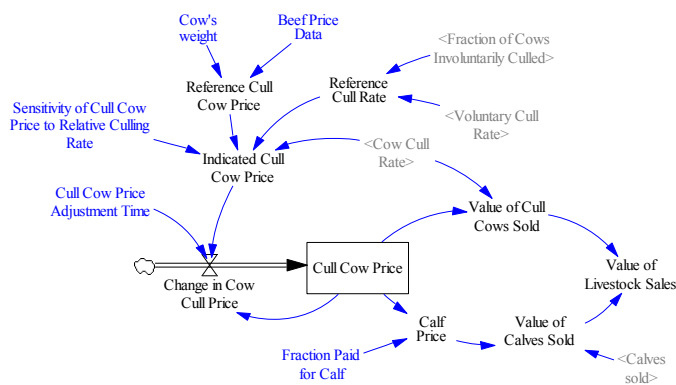 Cow's
weight
Beef Price
Data
<Fraction of Cows
Involuntarily Culled>
Reference Cull
Cow Price
Reference
Cull Rate
Sensitivity of Cull Cow
Price to Relative Culling
Rate
<Voluntary Cull
Rate>
Indicated Cull
Cow Price
<Cow Cull
Rate>
Cull Cow Price
Adjustment Time
Value of Cull
Cows Sold
Cull Cow Price
Value of
Livestock Sales
Change in Cow
Cull Price
Calf
Price
Value of
Calves Sold
Fraction Paid
for Calf
<Calves
sold>